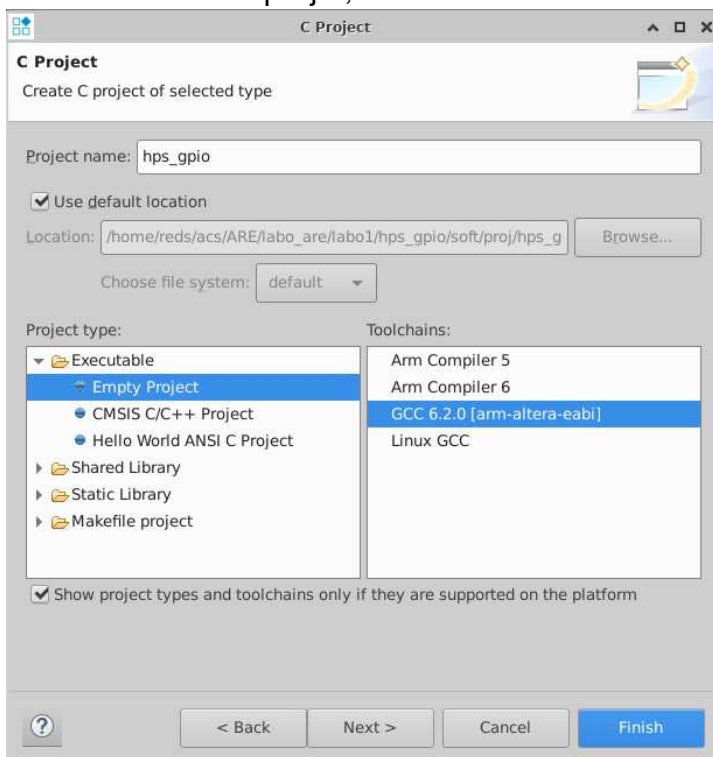 C Project
C Project
Create C project of selected type
Project name: hps_gpio
Use default location
Location: /home/reds/acs/ARE/labo_are/labo1/hps_gpio/soft/proj/hps_g Browse...
Choose file system: default
Project type: Toolchains:
Executable Arm Compiler 5
Empty Project Arm Compiler 6
CMSIS C/C++ Project GCC 6.2.0 [arm-altera-eabi]
Hello World ANSI C Project Linux GCC
Shared Library
Static Library
Makefile project
Show project types and toolchains only if they are supported on the platform
? < Back Next > Cancel Finish